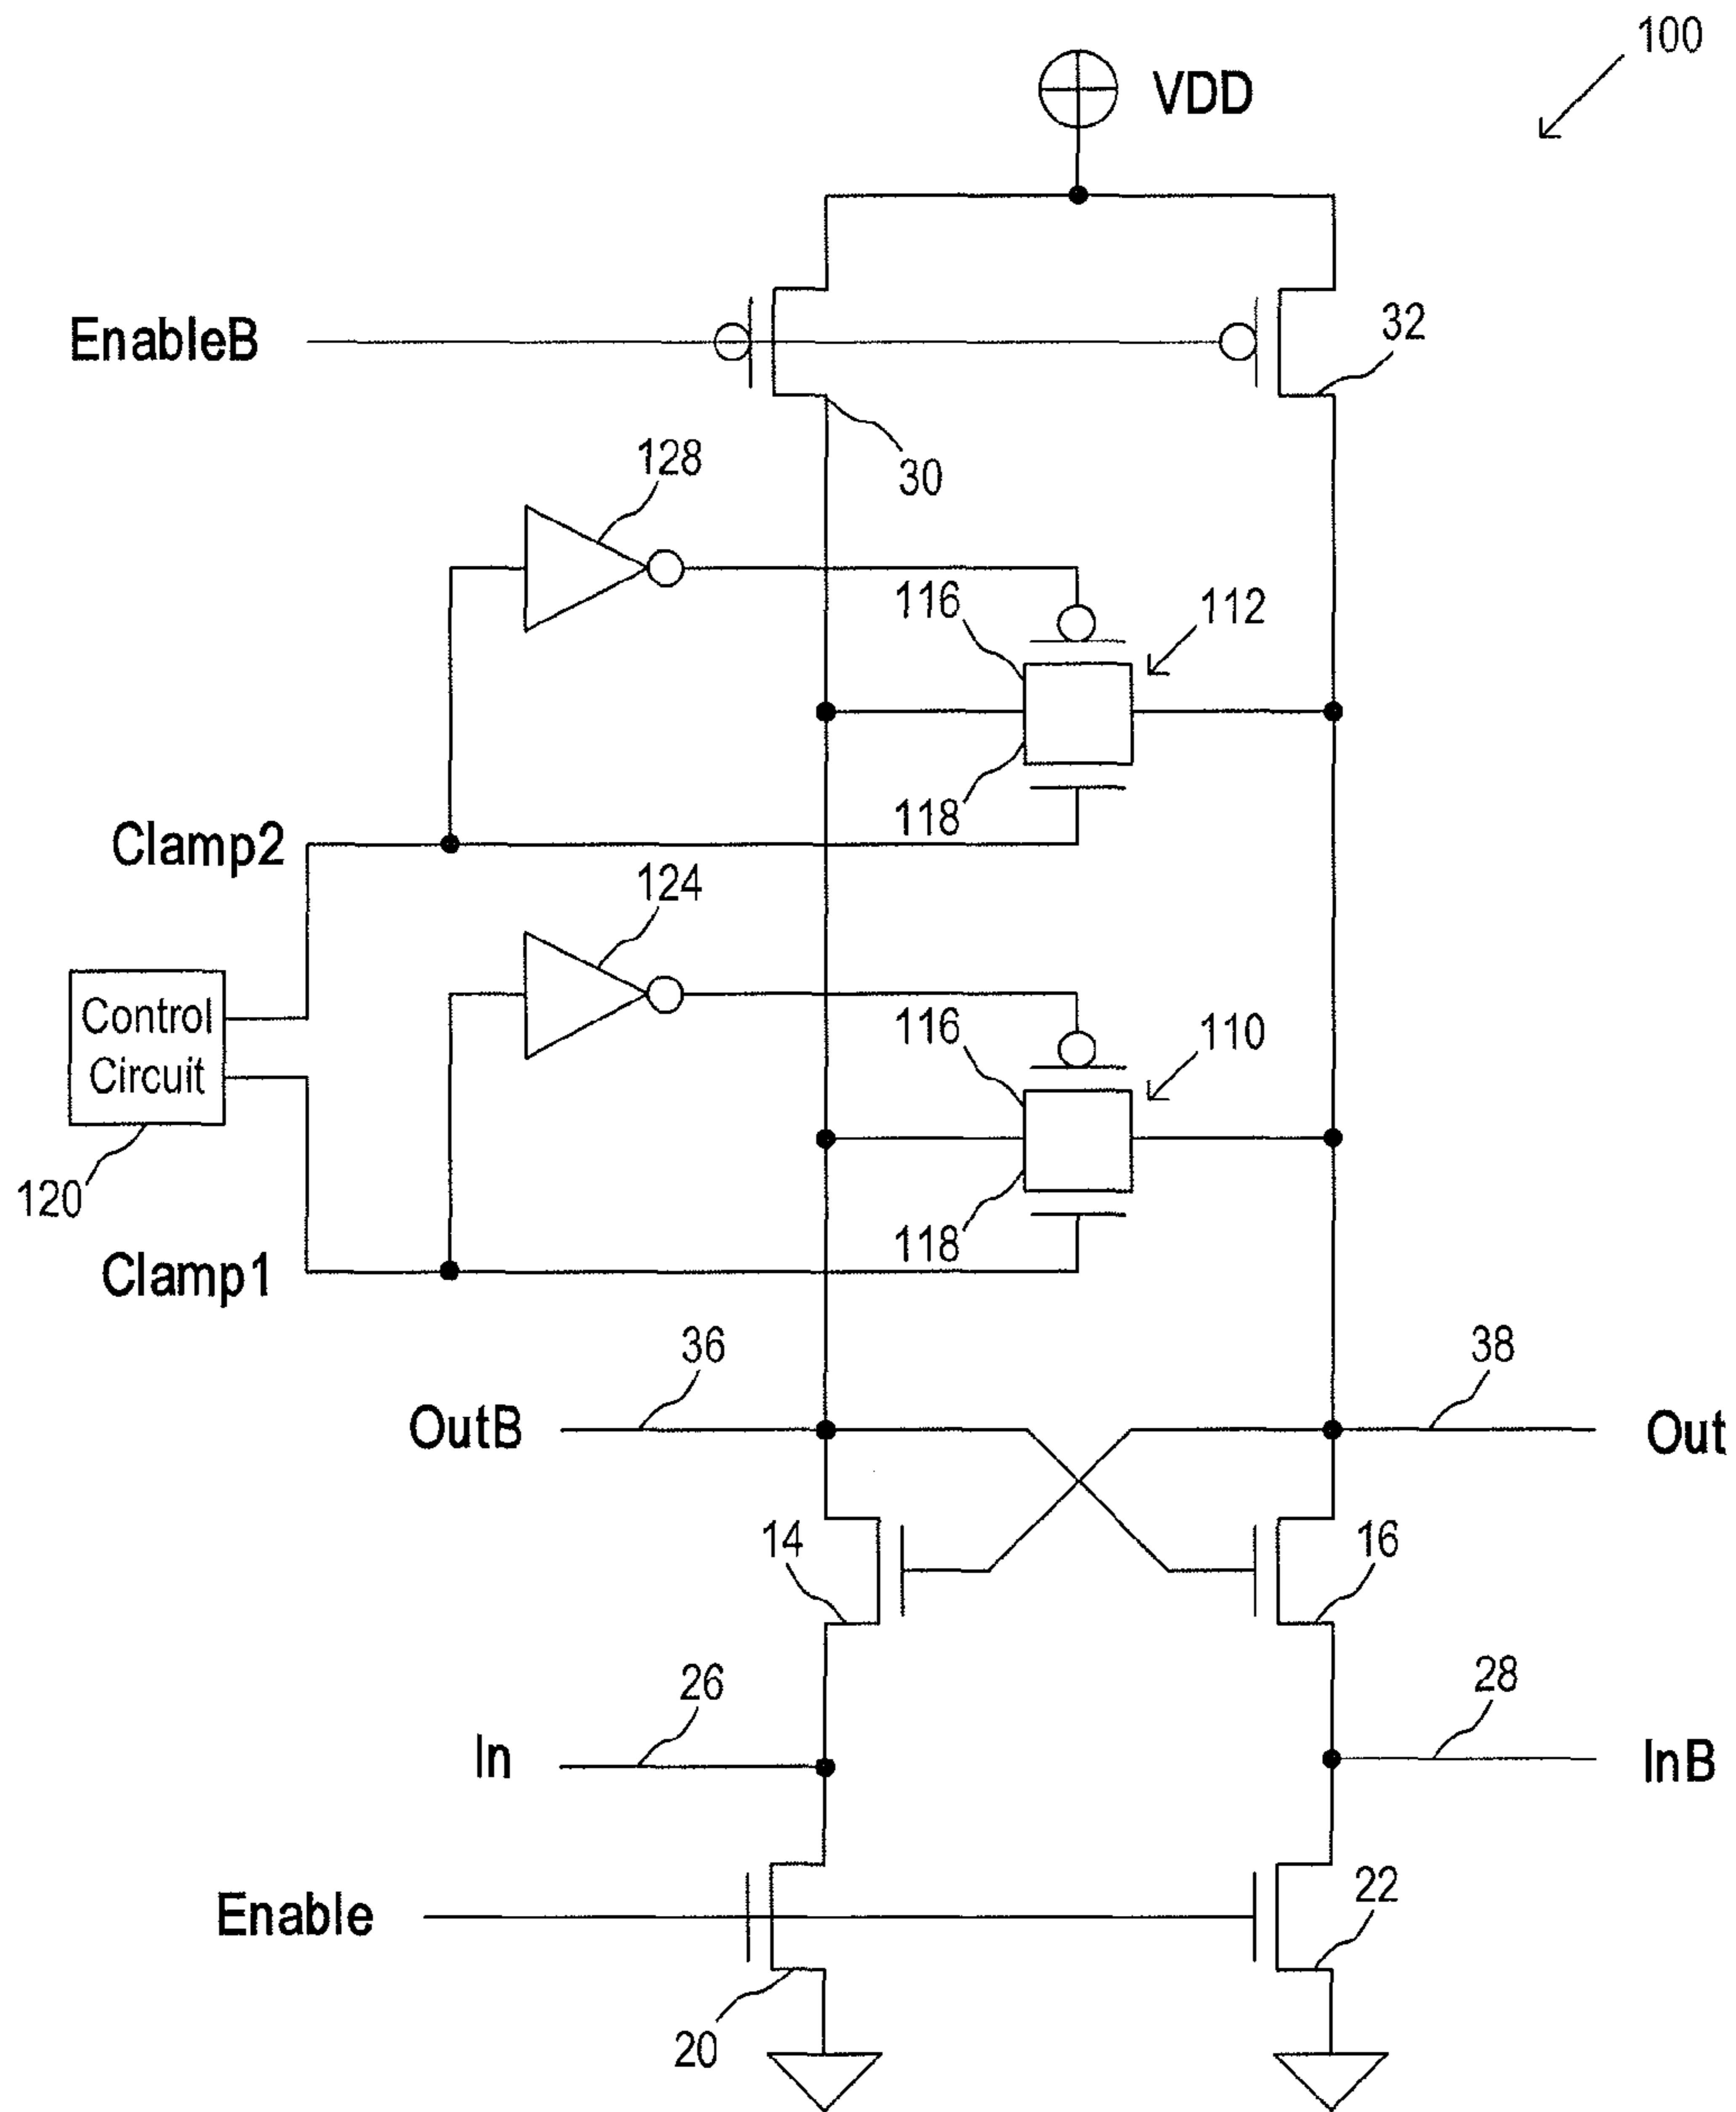 100
VDD
EnableB
32
30
128
116
112
118
Clamp2
124
Control
Circuit
116
110
120
118
Clamp1
36
38
OutB
Out
14
16
26
28
In
InB
Enable
22
20